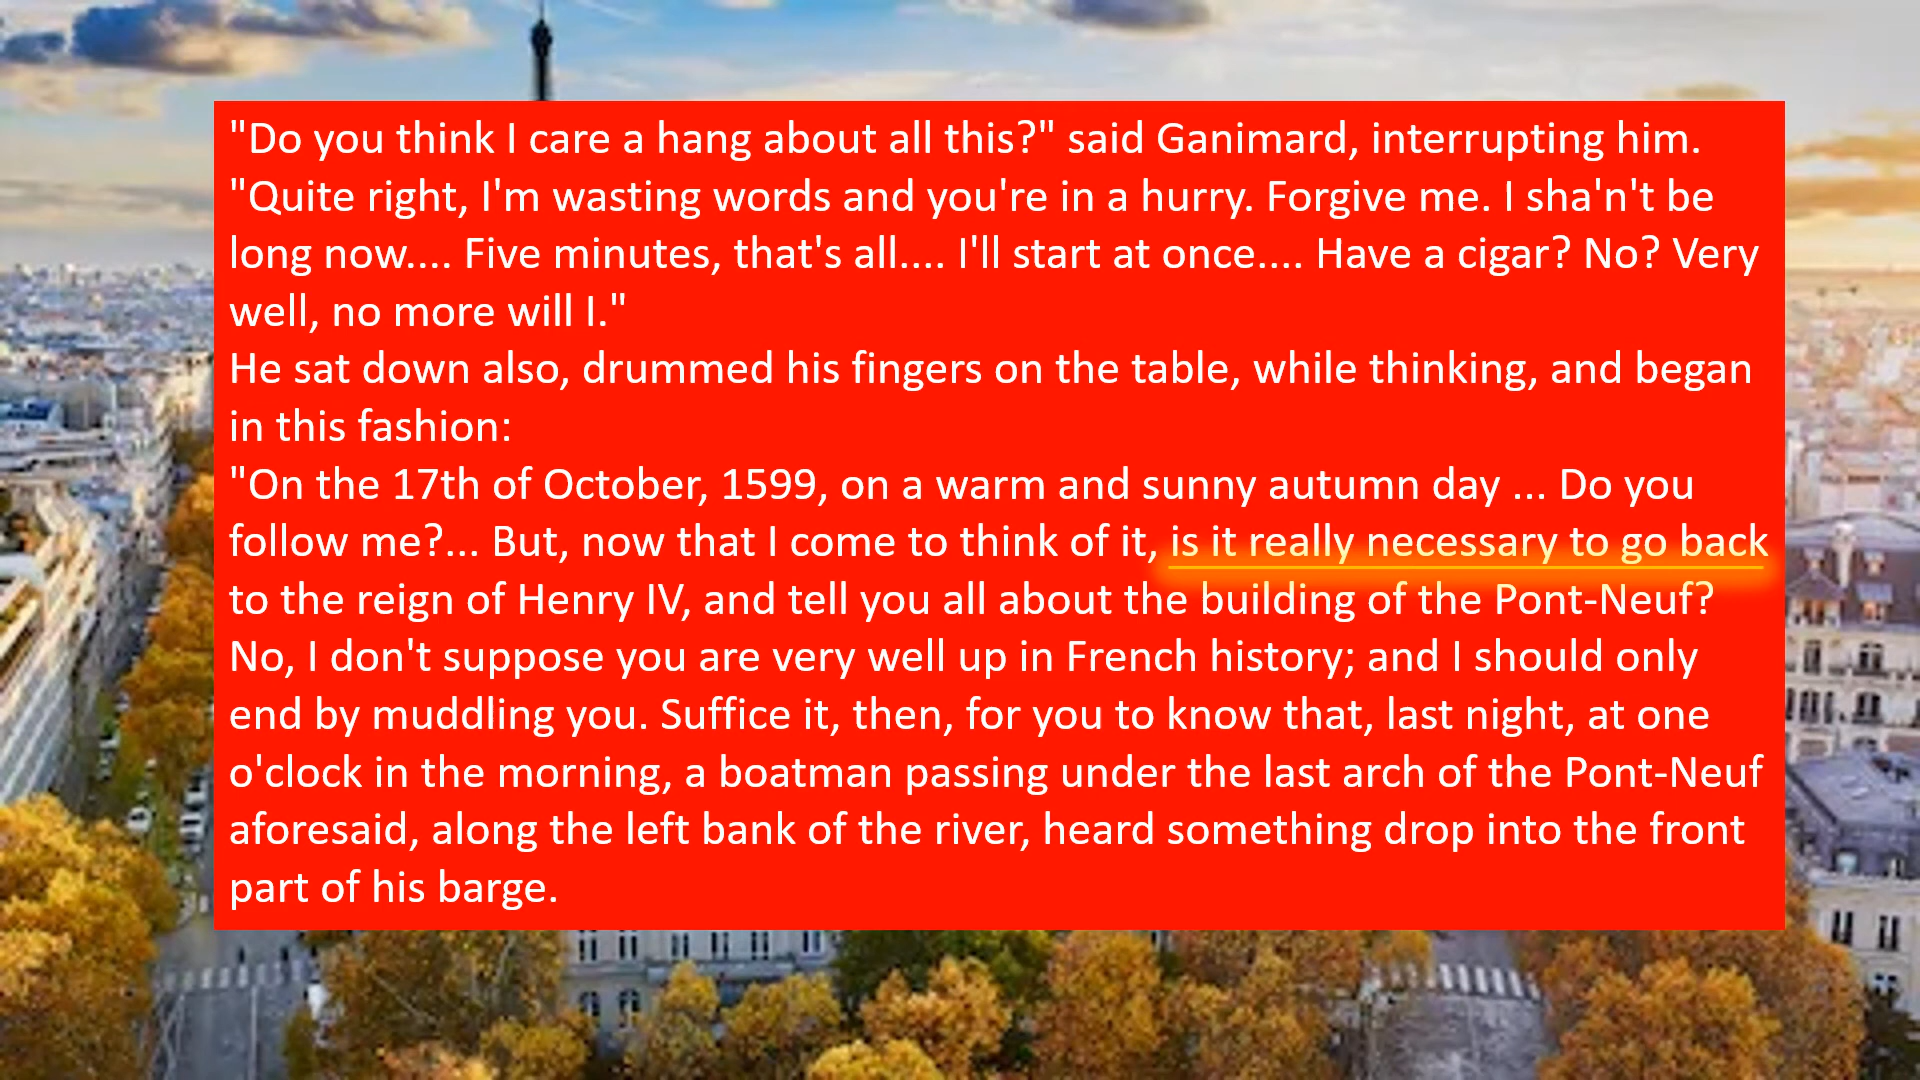 "Do you think I care a hang about all this?" said Ganimard, interrupting him.
"Quite right, I'm wasting words and you're in a hurry. Forgive me. I sha'n't be
long now.... Five minutes, that's all.... I'll start at once.... Have a cigar? No? Very
well, no more will I."
He sat down also, drummed his fingers on the table, while thinking, and began
in this fashion:
"On the 17th of October, 1599, on a warm and sunny autumn day ... Do you
follow me?... But, now that I come to think of it, is it really necessary to go back
to the reign of Henry IV, and tell you all about the building of the Pont-Neuf?
No, I don't suppose you are very well up in French history; and I should only
end by muddling you. Suffice it, then, for you to know that, last night, at one
o'clock in the morning, a boatman passing under the last arch of the Pont-Neuf
aforesaid, along the left bank of the river, heard something drop into the front
part of his barge.